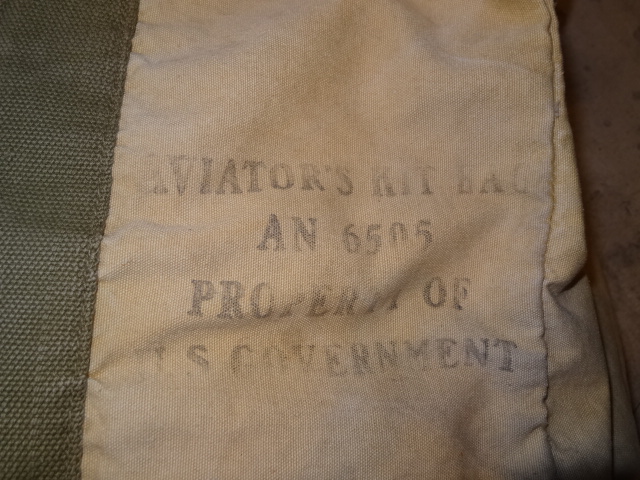 AVIATOR'S KIT BAG
AN 6505
PROPERTY OF
U.S GOVERNMENT